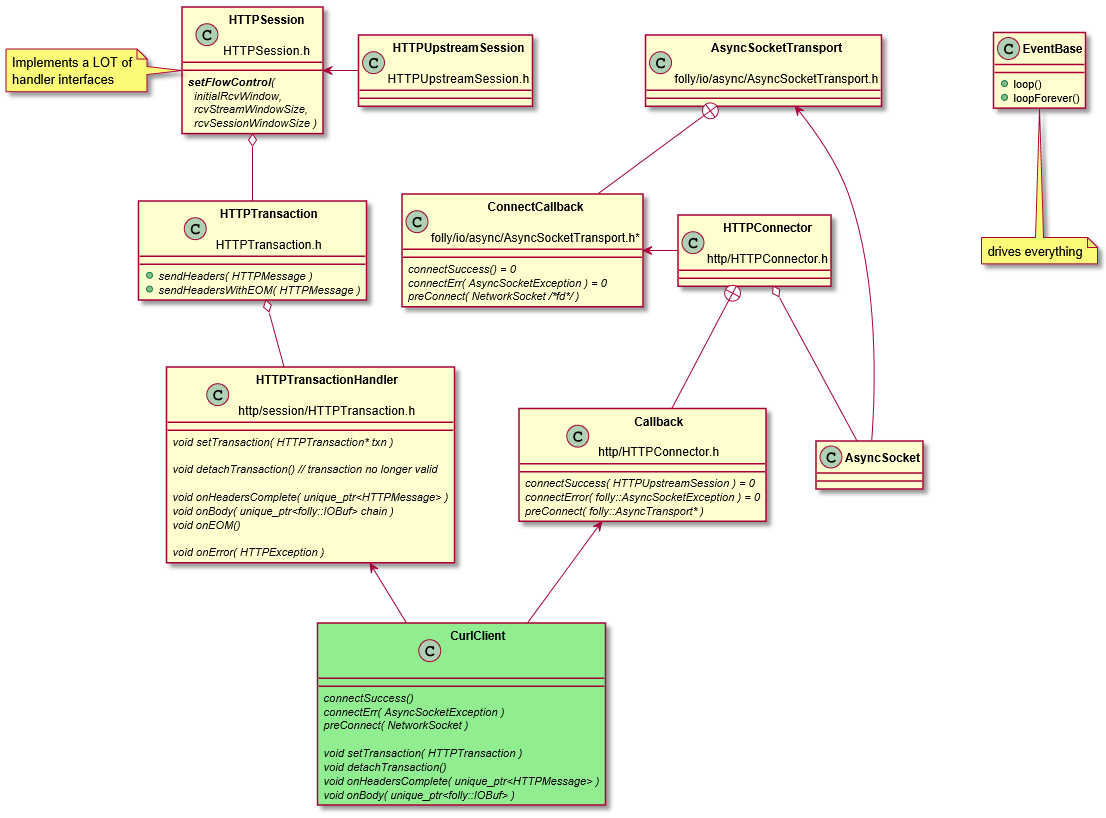 Implements a LOT of
handler interfaces
C
HTTPSession
HTTPSession.h
setFlowControl(
initialRcvWindow,
rcvStreamWindowSize,
rcvSessionWindowSize )
C
HTTPUpstreamSession
HTTPUpstreamSession.h
C
AsyncSocketTransport
folly/io/async/AsyncSocketTransport.h
C
EventBase
loop()
loopForever()
drives everything
C
HTTPTransaction
HTTPTransaction.h
sendHeaders( HTTPMessage )
sendHeadersWithEOM( HTTPMessage )
C
ConnectCallback
folly/io/async/AsyncSocketTransport.h*
connectSuccess() = 0
connectErr( AsyncSocketException ) = 0
preConnect( NetworkSocket /*fd*/ )
C
HTTPConnector
http/HTTPConnector.h
C
HTTPTransactionHandler
http/session/HTTPTransaction.h
void setTransaction( HTTPTransaction* txn )
void detachTransaction() // transaction no longer valid
void onHeadersComplete( unique_ptr<HTTPMessage> )
void onBody( unique_ptr<folly::IOBuf> chain )
void onEOM()
void onError( HTTPException )
C
Callback
http/HTTPConnector.h
connectSuccess( HTTPUpstreamSession ) = 0
connectError( folly::AsyncSocketException ) = 0
preConnect( folly::AsyncTransport* )
C
AsyncSocket
C
CurlClient
connectSuccess()
connectErr( AsyncSocketException )
preConnect( NetworkSocket )
void setTransaction( HTTPTransaction )
void detachTransaction()
void onHeadersComplete( unique_ptr<HTTPMessage> )
void onBody( unique_ptr<folly::IOBuf> )